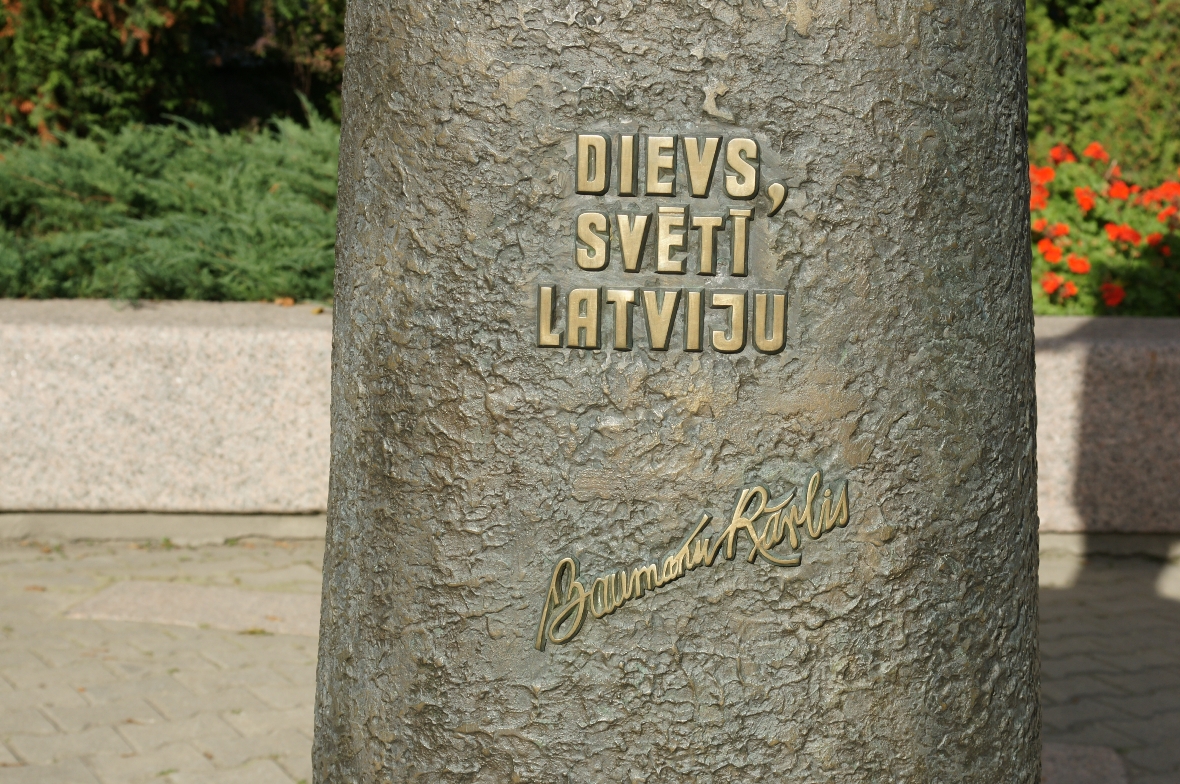 DIEVS,
SVĒTĪ
LATVIJU
Baumaņu Kārlis